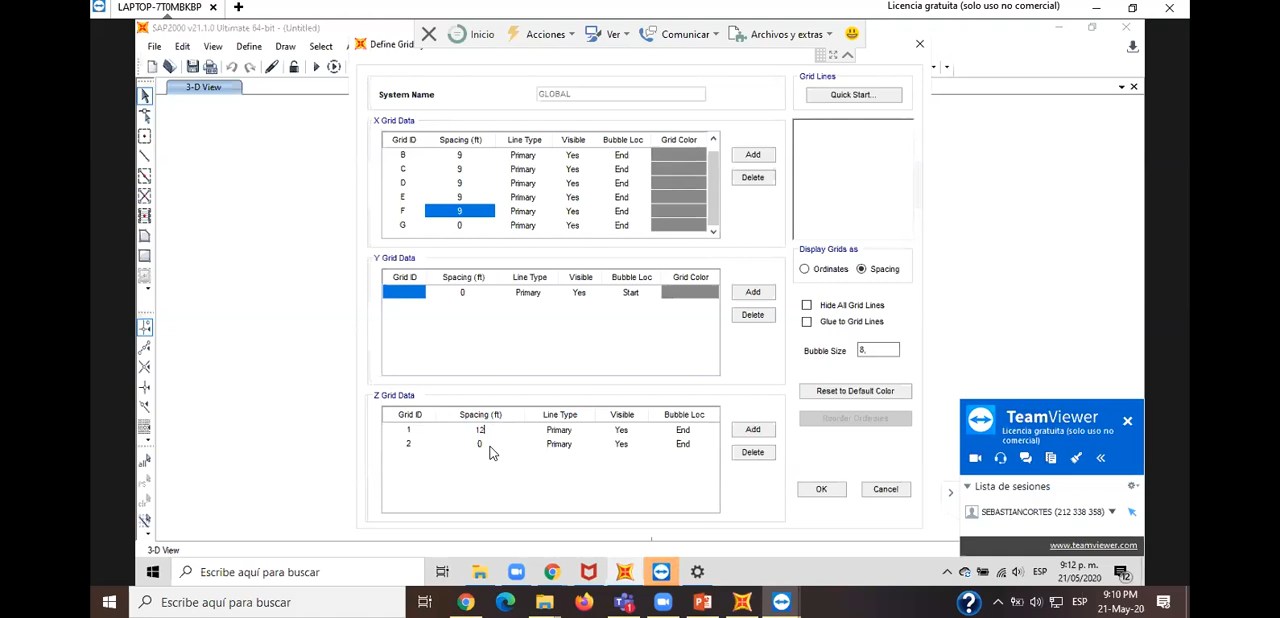 LAPTOP-7T0MBKBP
Licencia gratuita (solo uso no comercial)
SAP2000 v21.1.0 Ultimate 64-bit - (Untitled)
File Edit View Define Draw Select
Define Grid
Inicio Acciones Ver Comunicar Archivos y extras
3-D View
System Name GLOBAL
Grid Lines
Quick Start...
X Grid Data
Grid ID Spacing (ft) Line Type Visible Bubble Loc Grid Color
B 9 Primary Yes End
C 9 Primary Yes End
D 9 Primary Yes End
E 9 Primary Yes End
F 9 Primary Yes End
G 0 Primary Yes End
Add
Delete
Y Grid Data
Grid ID Spacing (ft) Line Type Visible Bubble Loc Grid Color
0 Primary Yes Start
Add
Delete
Display Grids as
Ordinates Spacing
Hide All Grid Lines
Glue to Grid Lines
Bubble Size 8,
Reset to Default Color
Reorder Ordinates
Z Grid Data
Grid ID Spacing (ft) Line Type Visible Bubble Loc
1 12 Primary Yes End
2 0 Primary Yes End
Add
Delete
OK Cancel
TeamViewer
Licencia gratuita (solo uso no
comercial)
Lista de sesiones
SEBASTIANCORTES (212 338 358)
www.teamviewer.com
3-D View
Escribe aquí para buscar
ESP
9:12 p. m.
21/05/2020
12
Escribe aquí para buscar
ESP
9:10 PM
21-May-20